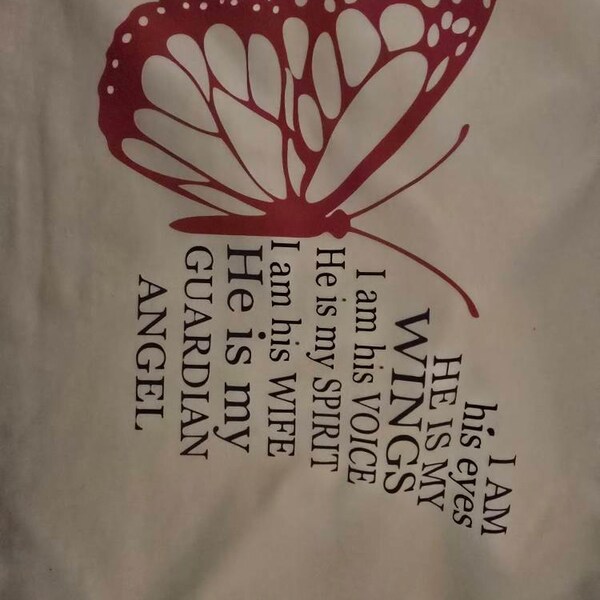 I AM
his eyes
HE IS MY
WINGS
I am his VOICE
He is my SPIRIT
I am his WIFE
He is my
GUARDIAN
ANGEL